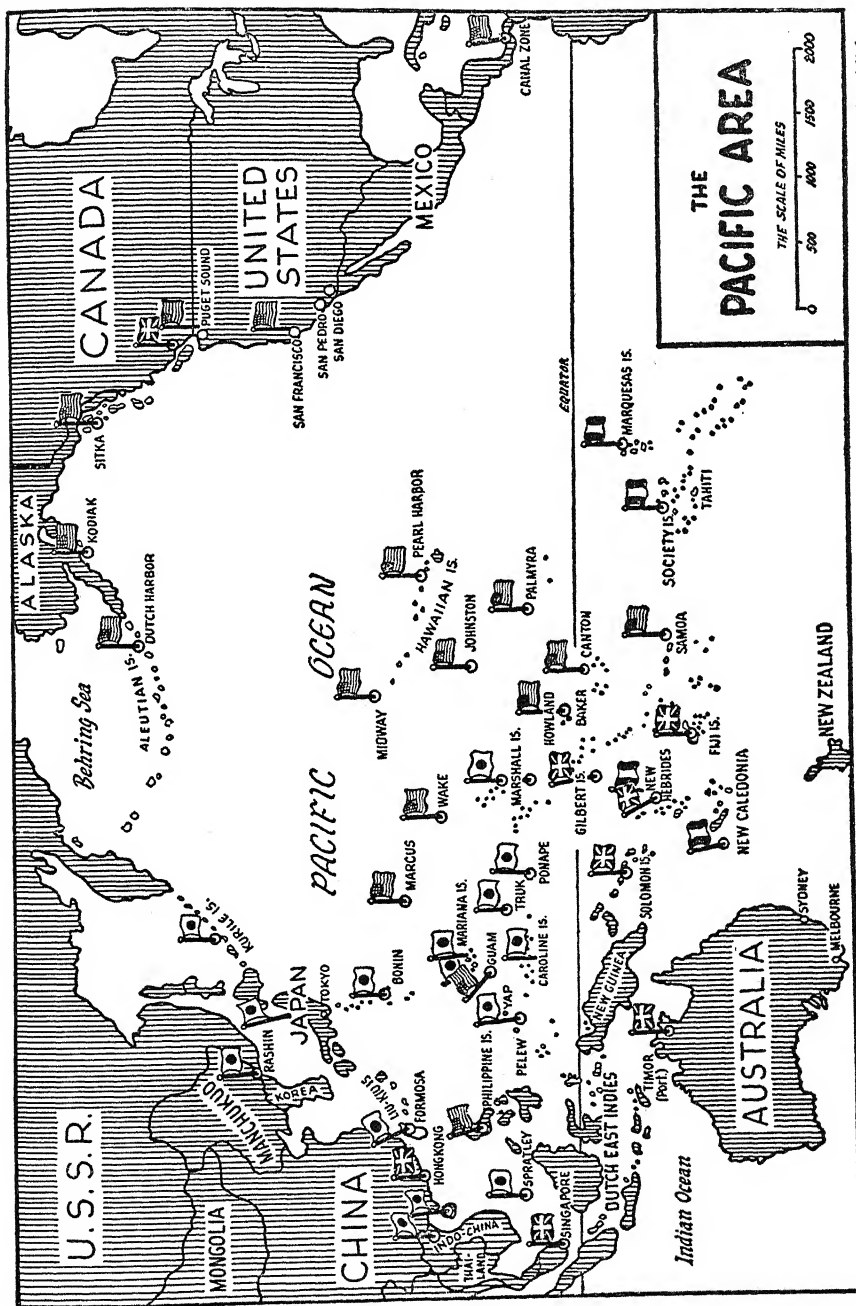 U.S.S.R.
MONGOLIA
MANCHUKUO
CHINA
KOREA
RASHIN
JAPAN
TOKYO
KURILE IS.
Behring Sea
ALEUTIAN IS.
DUTCH HARBOR
ALASKA
KODIAK
SITKA
CANADA
PUGET SOUND
UNITED
STATES
SAN FRANCISCO
SAN PEDRO
SAN DIEGO
MEXICO
CANAL ZONE
PACIFIC
OCEAN
LIU-KIU IS
FORMOSA
HONGKONG
INDO-CHINA
THAI-
LAND
SINGAPORE
SPRATLEY
PHILIPPINE IS.
BONIN
MARIANA IS.
GUAM
YAP
PELEW
CAROLINE IS.
TRUK
PONAPE
MARCUS
WAKE
MARSHALL IS.
MIDWAY
PEARL HARBOR
HAWAIIAN IS.
JOHNSTON
PALMYRA
HOWLAND
BAKER
CANTON
EQUATOR
GILBERT IS.
DUTCH EAST INDIES
NEW GUINEA
TIMOR
(Port.)
SOLOMON IS.
NEW
HEBRIDES
FIJI IS.
SAMOA
SOCIETY IS.
TAHITI
MARQUESAS IS.
NEW CALEDONIA
Indian Ocean
AUSTRALIA
SYDNEY
MELBOURNE
NEW ZEALAND
THE
PACIFIC AREA
THE SCALE OF MILES
0 500 1000 1500 2000